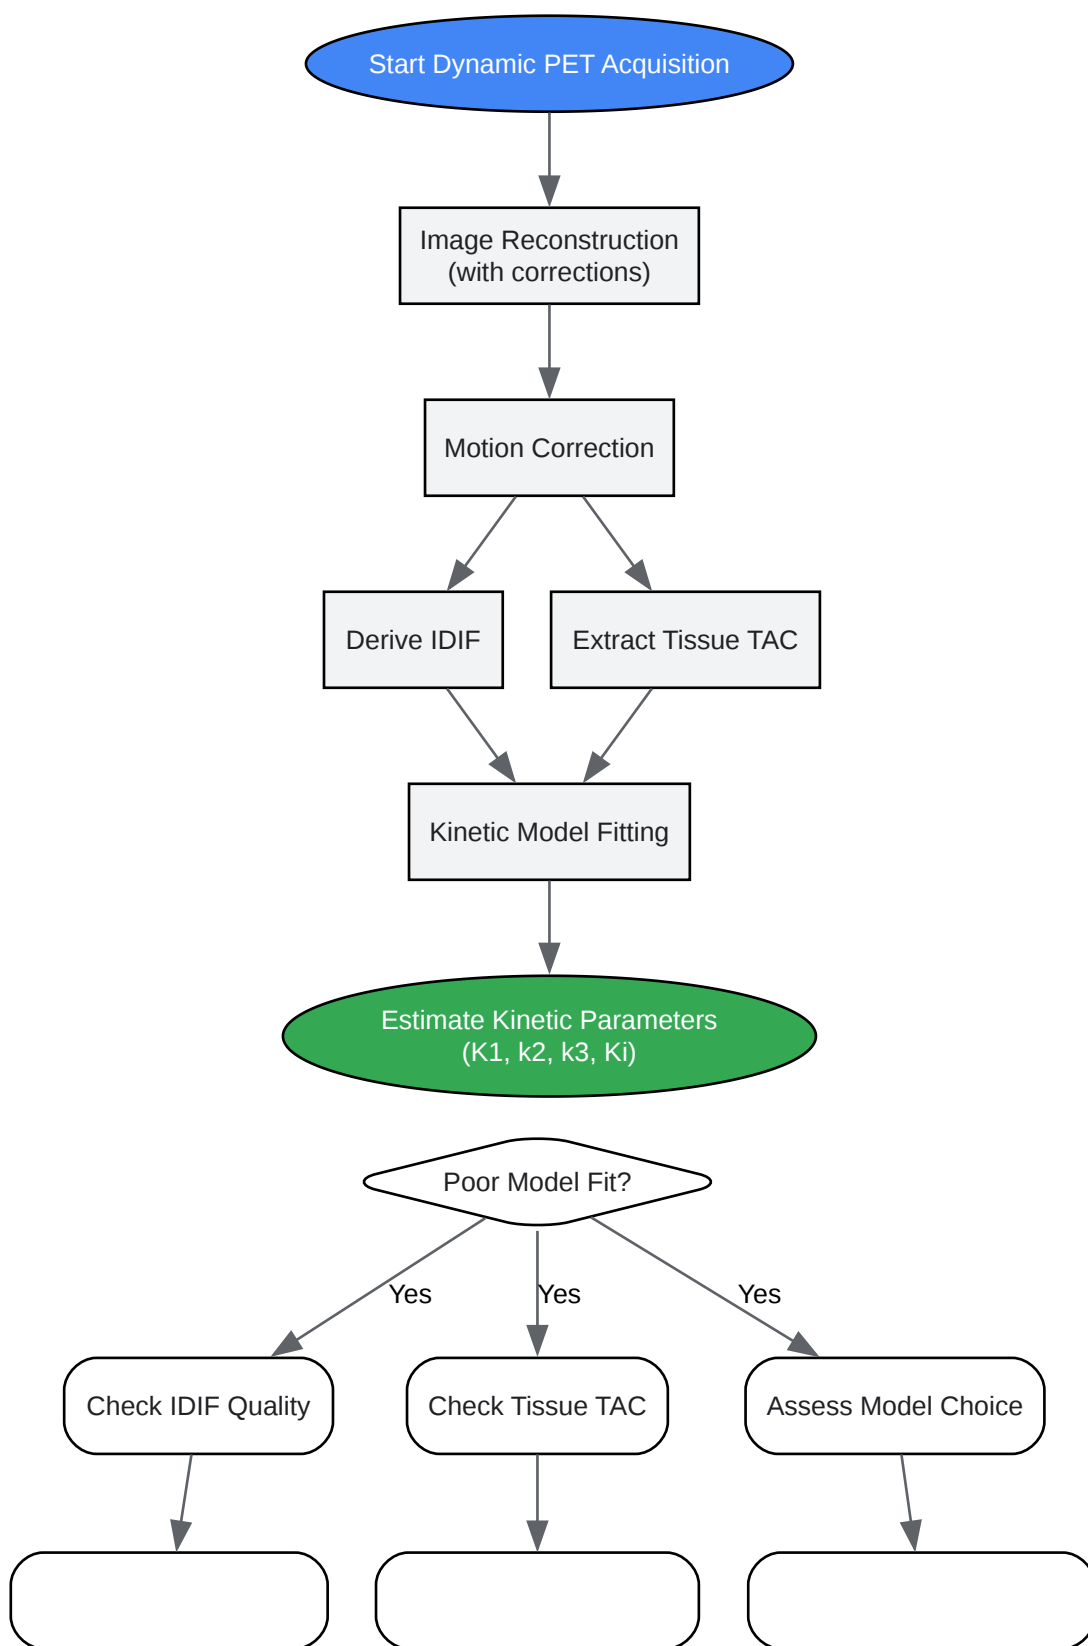 Start Dynamic PET Acquisition
Image Reconstruction
(with corrections)
Motion Correction
Derive IDIF
Extract Tissue TAC
Kinetic Model Fitting
Estimate Kinetic Parameters
(K1, k2, k3, Ki)
Poor Model Fit?
Yes
Yes
Yes
Check IDIF Quality
Check Tissue TAC
Assess Model Choice